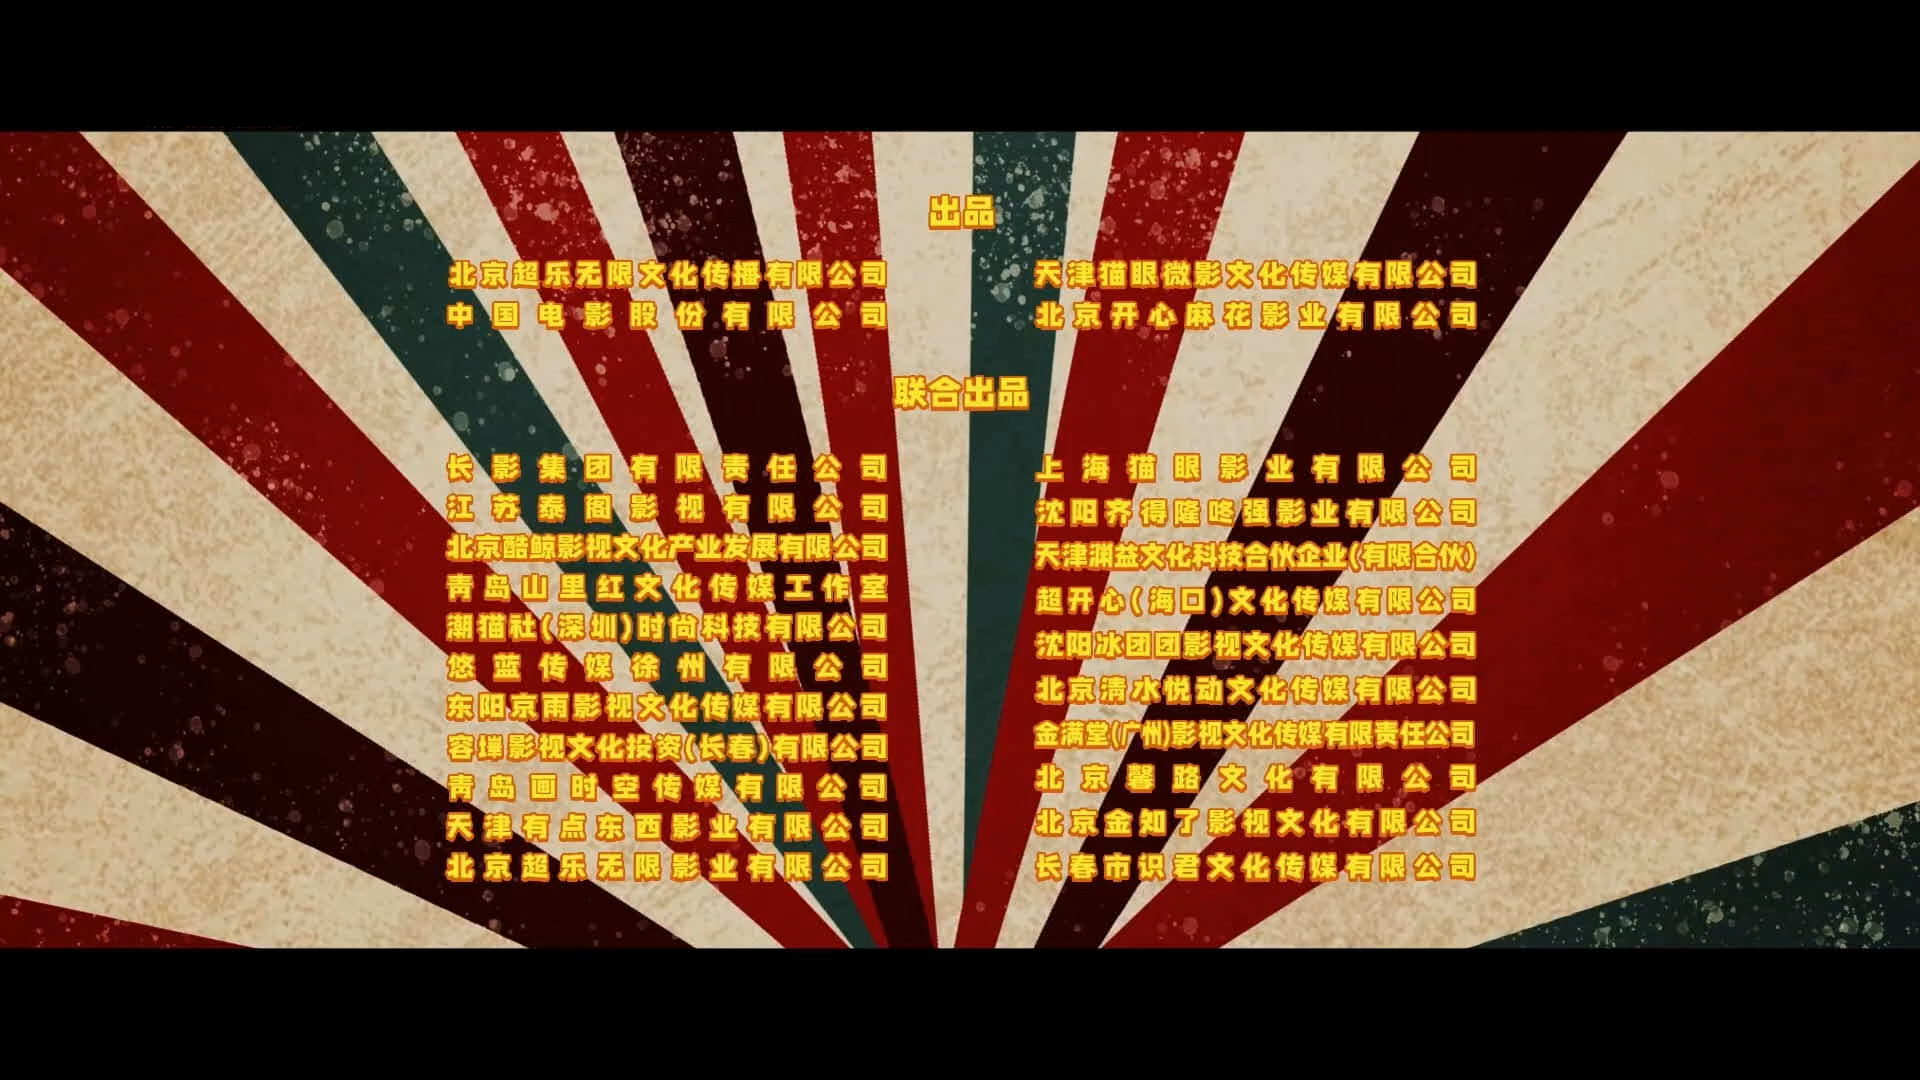 出品
北京超乐无限文化传播有限公司
天津猫眼微影文化传媒有限公司
中国电影股份有限公司
北京开心麻花影业有限公司
联合出品
长影集团有限责任公司
江苏泰阁影视有限公司
北京酷鲸影视文化产业发展有限公司
青岛山里红文化传媒工作室
潮猫社(深圳)时尚科技有限公司
悠蓝传媒徐州有限公司
东阳京雨影视文化传媒有限公司
容琿影视文化投资(长春)有限公司
青岛画时空传媒有限公司
天津有点东西影业有限公司
北京超乐无限影业有限公司
上海猫眼影业有限公司
沈阳齐得隆咚强影业有限公司
天津渊益文化科技合伙企业(有限合伙)
超开心(海口)文化传媒有限公司
沈阳冰团团影视文化传媒有限公司
北京清水悦动文化传媒有限公司
金满堂(广州)影视文化传媒有限责任公司
北京馨路文化有限公司
北京金知了影视文化有限公司
长春市识君文化传媒有限公司